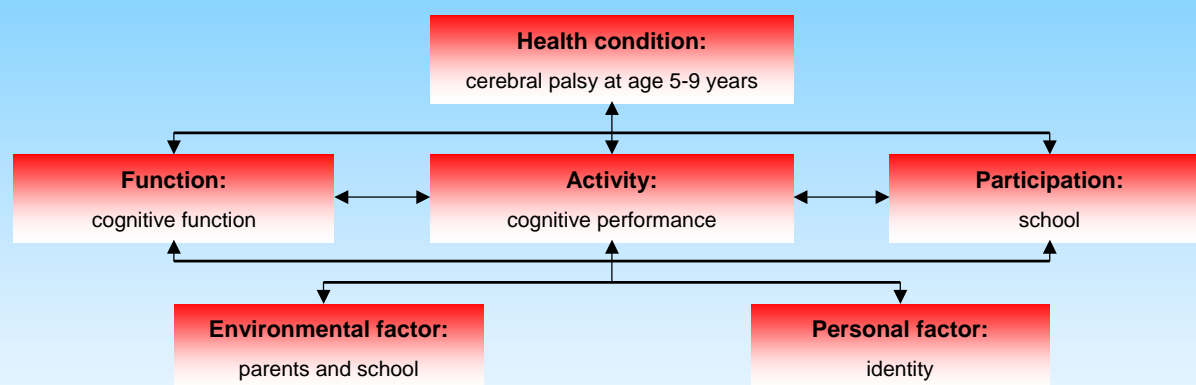 Health condition:
cerebral palsy at age 5-9 years
Function:
cognitive function
Activity:
cognitive performance
Participation:
school
Environmental factor:
parents and school
Personal factor:
identity